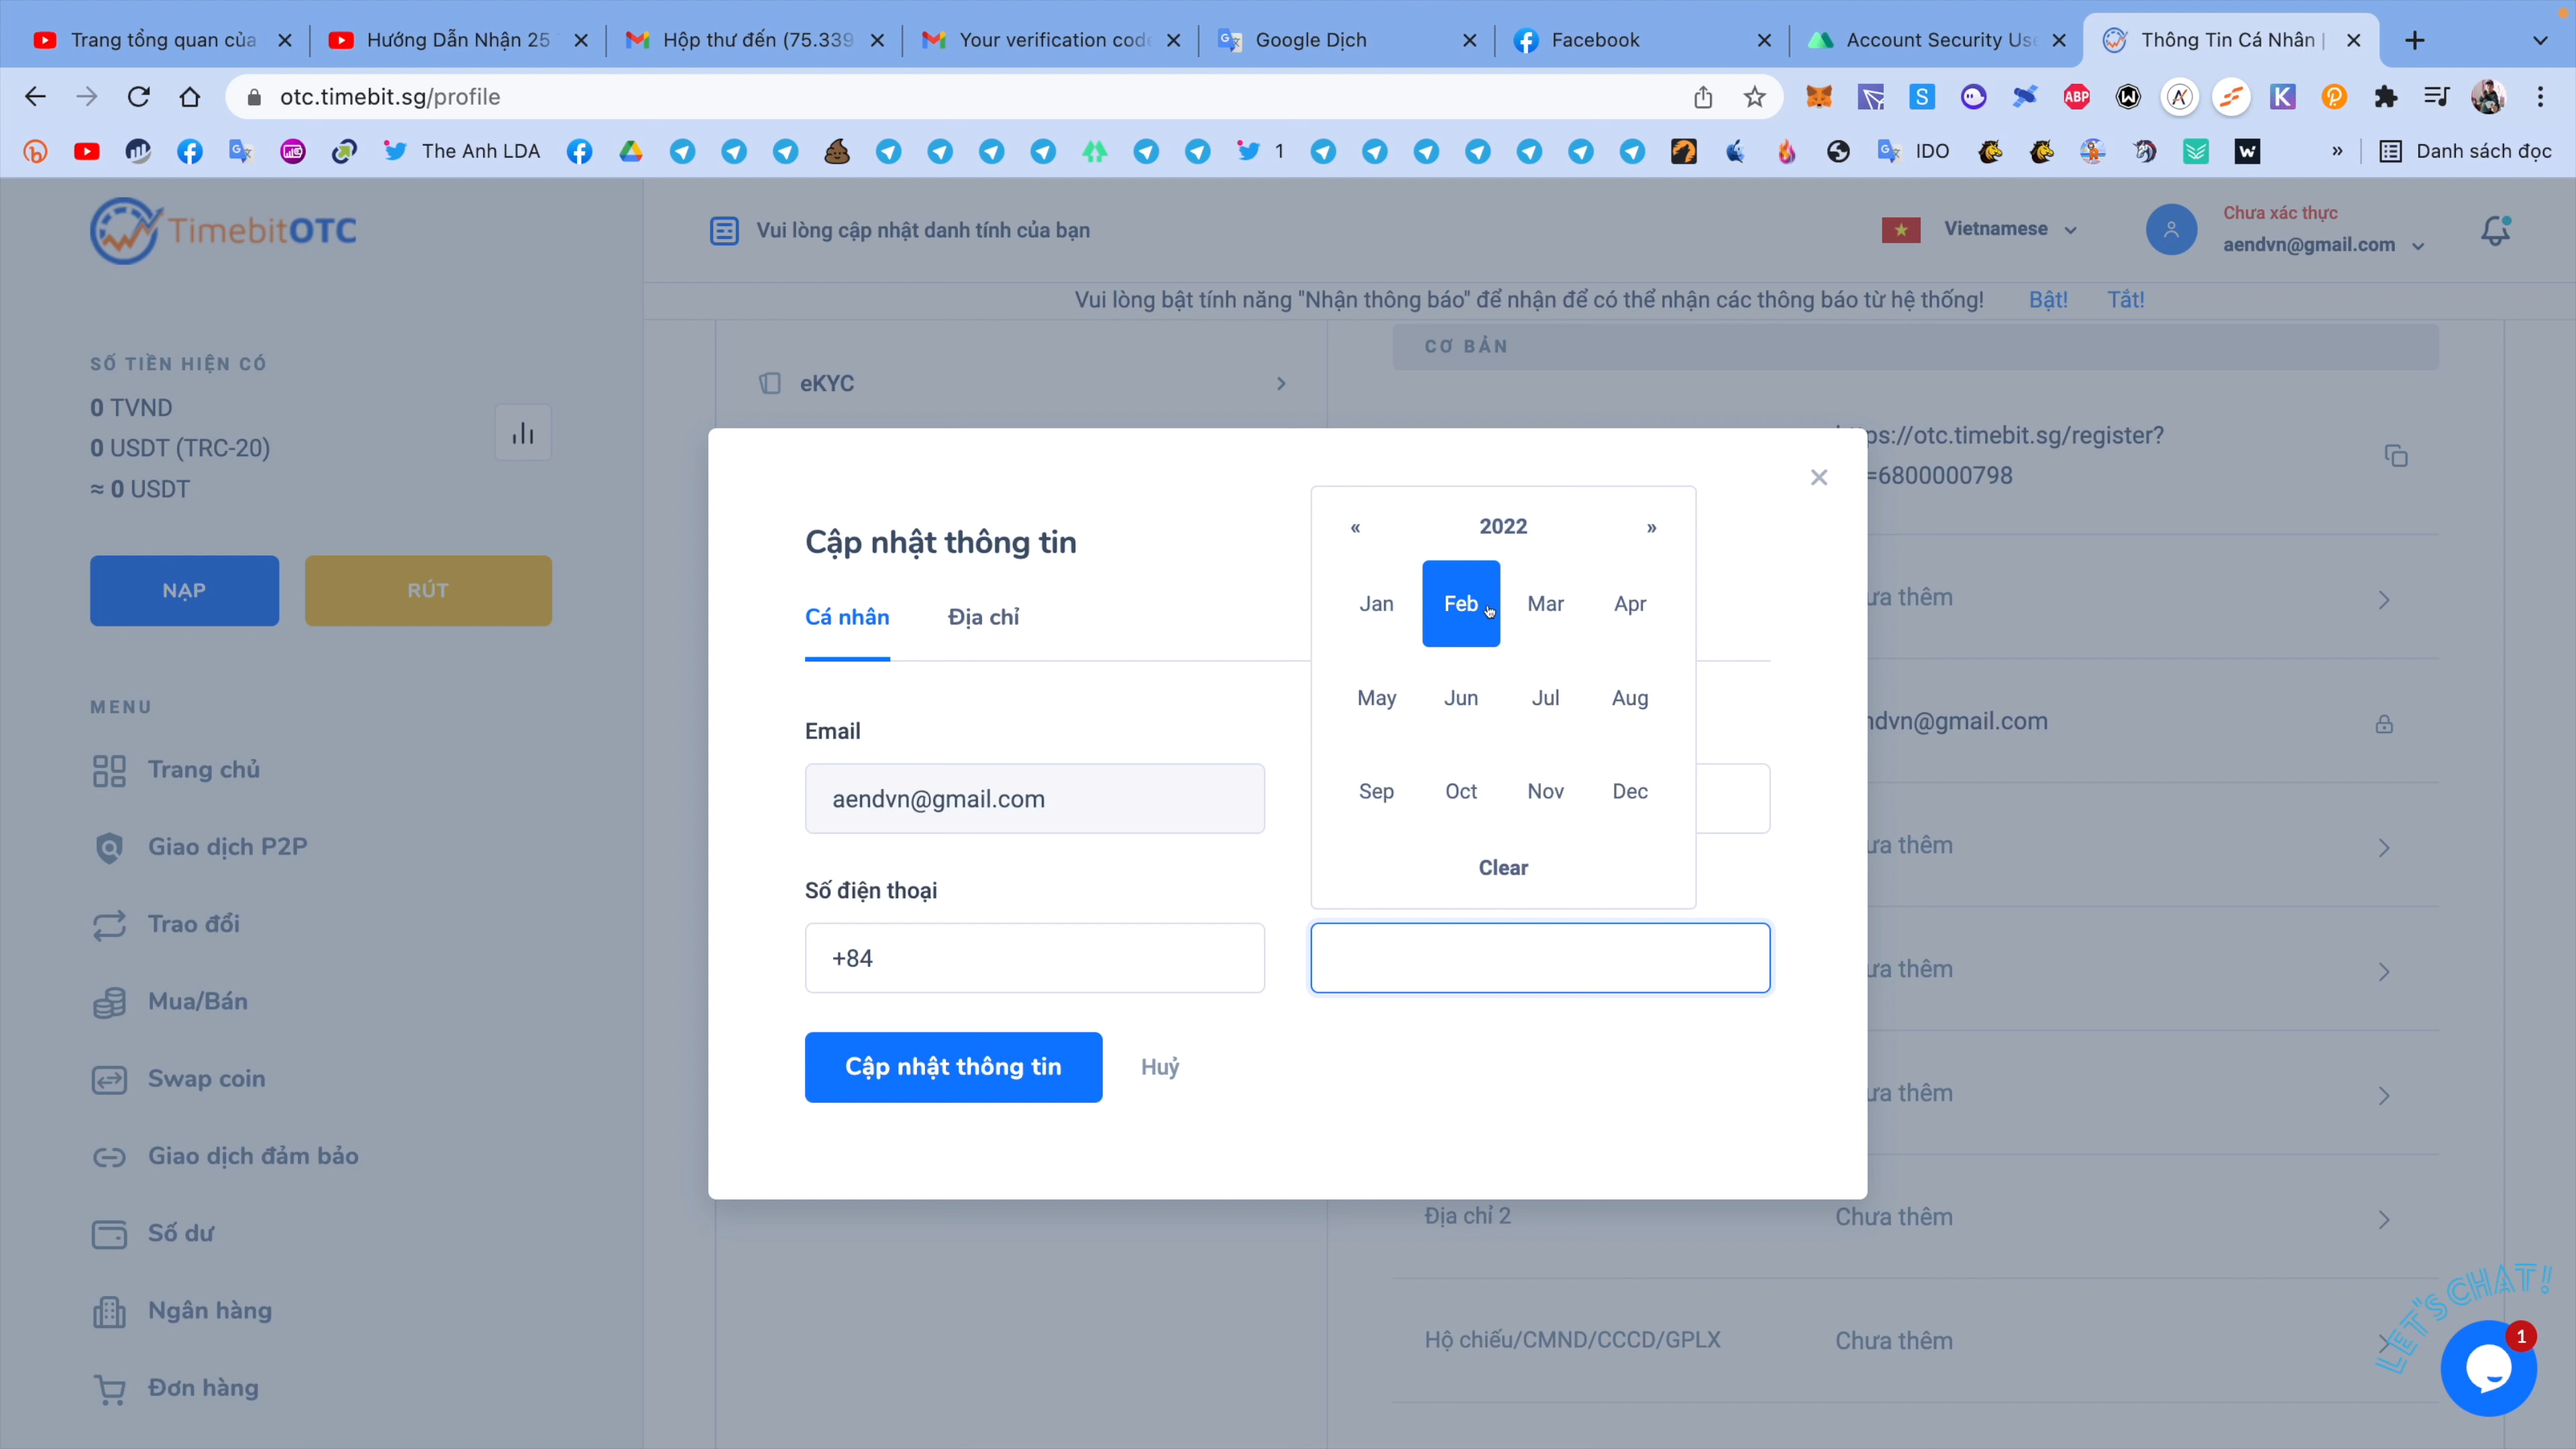 Trang tổng quan của
Hướng Dẫn Nhận 25
Hộp thư đến (75.339
Your verification code
Google Dịch
Facebook
Account Security Use
Thông Tin Cá Nhân |
otc.timebit.sg/profile
The Anh LDA
1
IDO
Danh sách đọc
TimebitOTC
Vui lòng cập nhật danh tính của bạn
Vietnamese
Chưa xác thực
aendvn@gmail.com
Vui lòng bật tính năng "Nhận thông báo" để nhận để có thể nhận các thông báo từ hệ thống!
Bật!
Tắt!
SỐ TIỀN HIỆN CÓ
0 TVND
0 USDT (TRC-20)
≈ 0 USDT
NẠP
RÚT
MENU
Trang chủ
Giao dịch P2P
Trao đổi
Mua/Bán
Swap coin
Giao dịch đảm bảo
Số dư
Ngân hàng
Đơn hàng
eKYC
CƠ BẢN
ps://otc.timebit.sg/register?
=6800000798
ưa thêm
ndvn@gmail.com
ưa thêm
ưa thêm
ưa thêm
Địa chỉ 2
Chưa thêm
Hộ chiếu/CMND/CCCD/GPLX
Chưa thêm
Cập nhật thông tin
Cá nhân
Địa chỉ
Email
aendvn@gmail.com
Số điện thoại
+84
Cập nhật thông tin
Huỷ
« 2022 »
Jan Feb Mar Apr
May Jun Jul Aug
Sep Oct Nov Dec
Clear
LET'S CHAT!
1